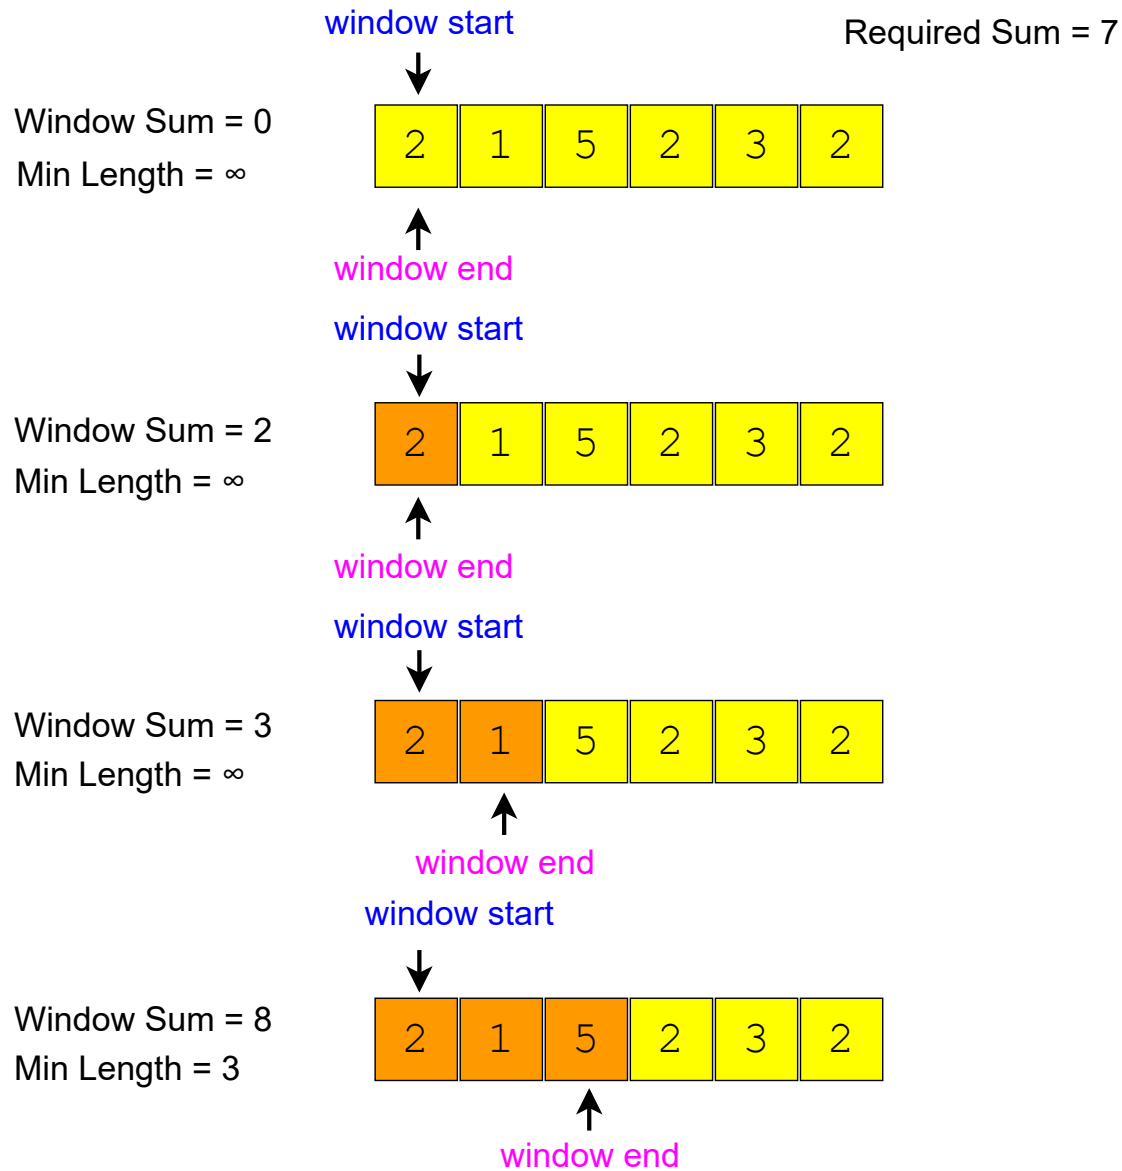 window start
Required Sum = 7
Window Sum = 0
Min Length = ∞
2 1 5 2 3 2
window end
window start
Window Sum = 2
Min Length = ∞
2 1 5 2 3 2
window end
window start
Window Sum = 3
Min Length = ∞
2 1 5 2 3 2
window end
window start
Window Sum = 8
Min Length = 3
2 1 5 2 3 2
window end